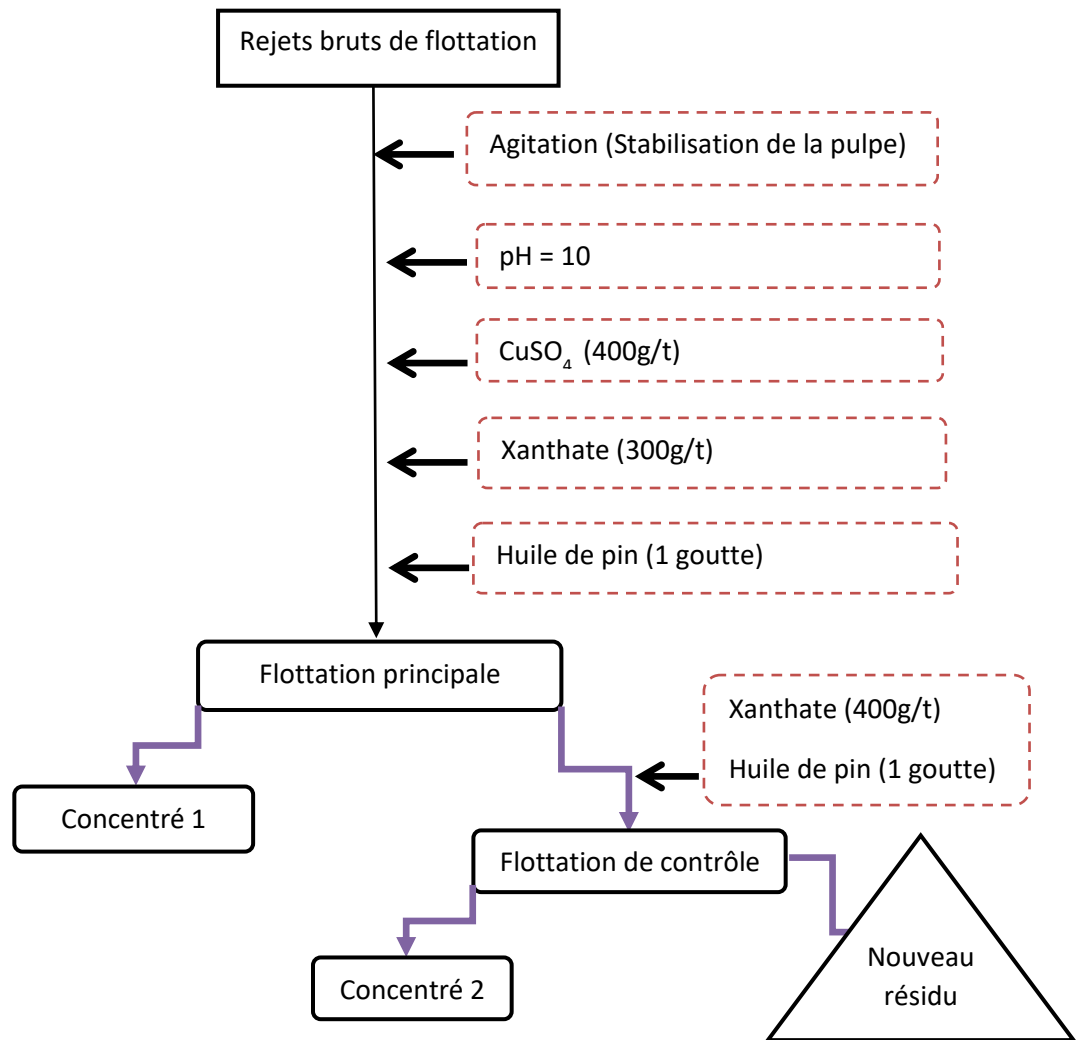 Rejets bruts de flottation
Agitation (Stabilisation de la pulpe)
pH = 10
CuSO₄ (400g/t)
Xanthate (300g/t)
Huile de pin (1 goutte)
Flottation principale
Xanthate (400g/t)
Huile de pin (1 goutte)
Concentré 1
Flottation de contrôle
Concentré 2
Nouveau
résidu